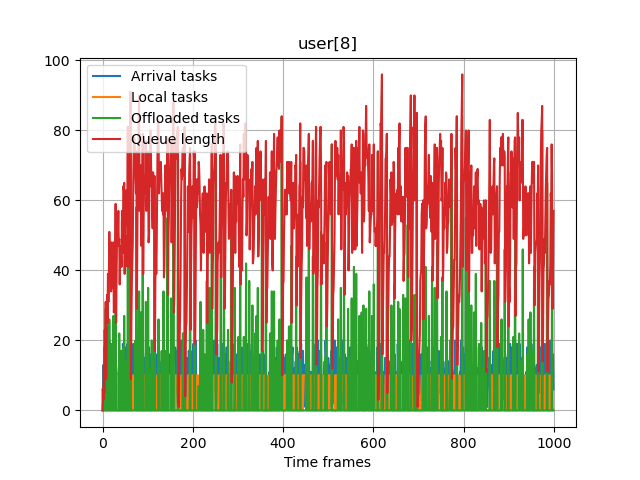 user[8]
Arrival tasks
Local tasks
Offloaded tasks
Queue length
100
80
60
40
20
0
0 200 400 600 800 1000
Time frames